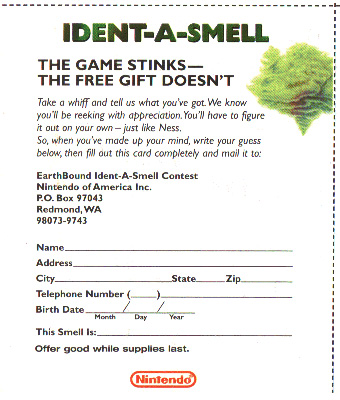 IDENT-A-SMELL
THE GAME STINKS—
THE FREE GIFT DOESN'T
Take a whiff and tell us what you've got. We know
you'll be reeking with appreciation. You'll have to figure
it out on your own – just like Ness.
So, when you've made up your mind, write your guess
below, then fill out this card completely and mail it to:
EarthBound Ident-A-Smell Contest
Nintendo of America Inc.
P.O. Box 97043
Redmond, WA
98073-9743
Name
Address
City State Zip
Telephone Number ( )
Birth Date / /
Month Day Year
This Smell Is:
Offer good while supplies last.
Nintendo